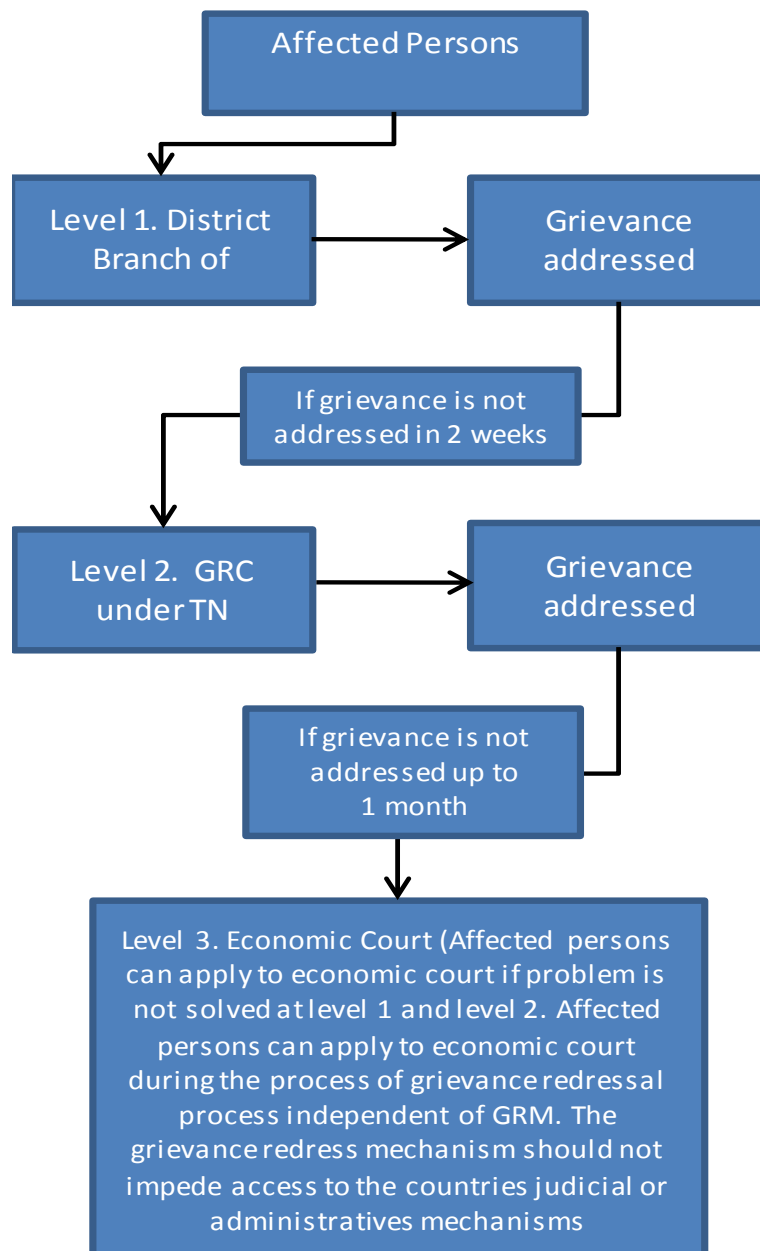 Affected Persons
Level 1. District
Branch of
Grievance
addressed
If grievance is not
addressed in 2 weeks
Level 2. GRC
under TN
Grievance
addressed
If grievance is not
addressed up to
1 month
Level 3. Economic Court (Affected persons
can apply to economic court if problem is
not solved at level 1 and level 2. Affected
persons can apply to economic court
during the process of grievance redressal
process independent of GRM. The
grievance redress mechanism should not
impede access to the countries judicial or
administratives mechanisms